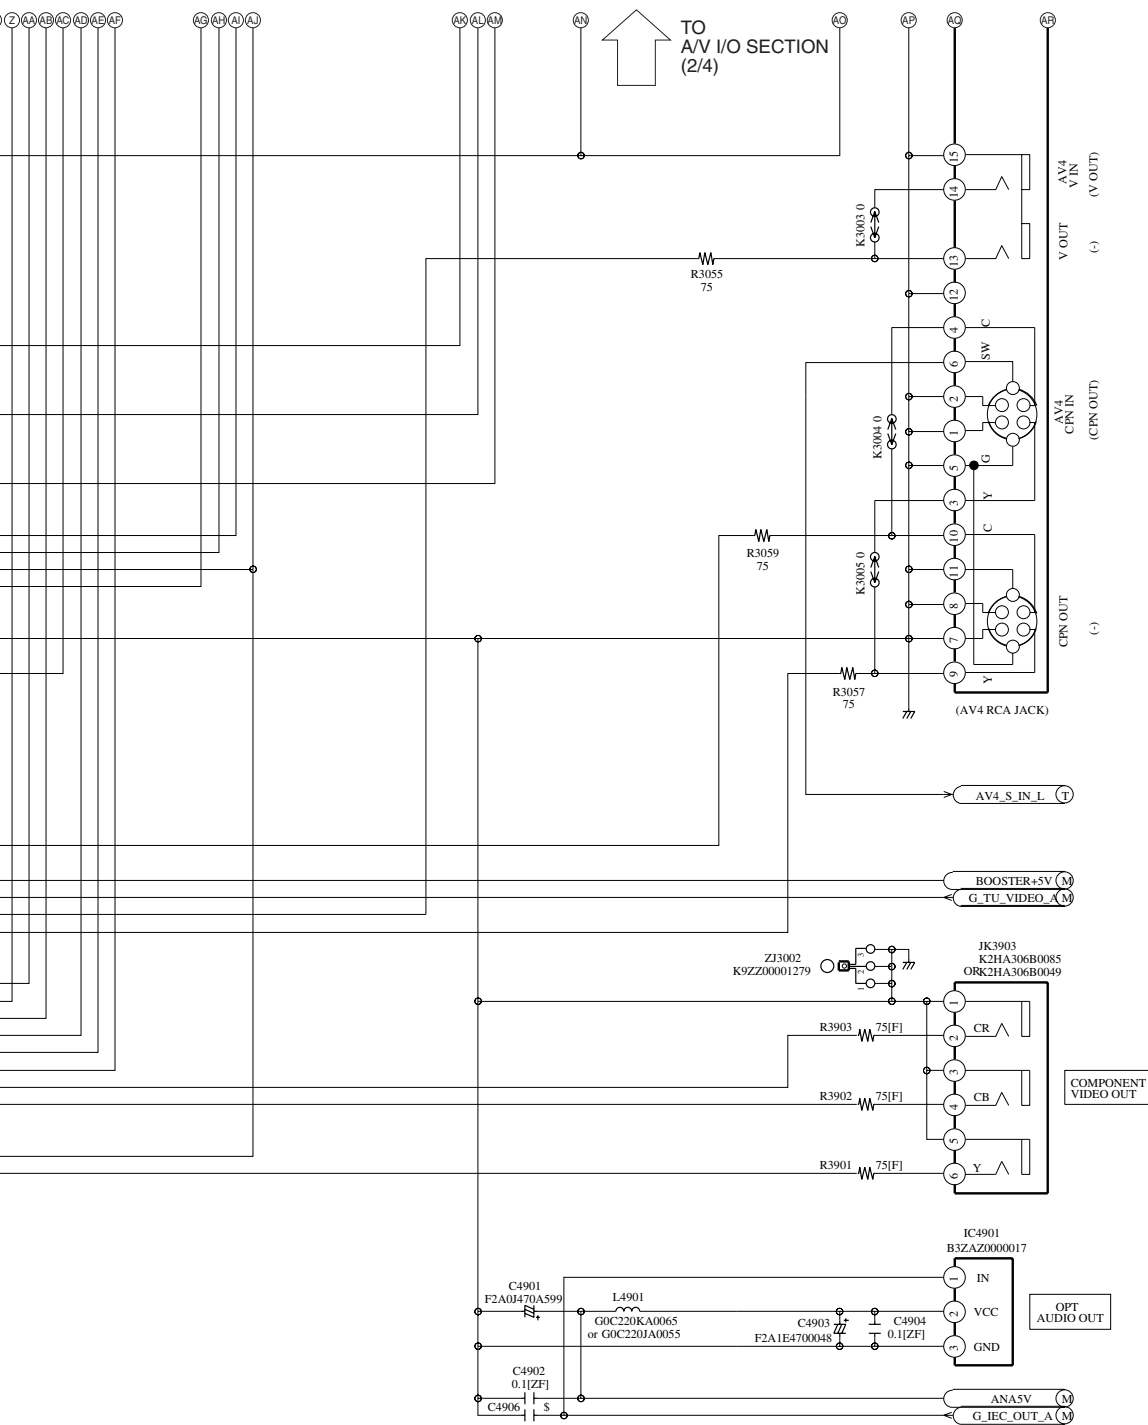 Z AA AB AC AD AE AF AG AH AI AJ AK AL AM AN AO AP AQ AR
TO
A/V I/O SECTION
(2/4)
15
14
13
12
4
6
2
1
5
3
10
11
8
7
9
AV4
V IN
(V OUT)
V OUT
(-)
K3003 0
R3055
75
C
SW
G
Y
AV4
CPN IN
(CPN OUT)
K3004 0
R3059
75
K3005 0
C
Y
CPN OUT
(-)
R3057
75
(AV4 RCA JACK)
AV4_S_IN_L T
BOOSTER+5V M
G_TU_VIDEO_A M
ZJ3002
K9ZZ00001279
3
2
1
JK3903
K2HA306B0085
OR K2HA306B0049
1
R3903 75[F] 2 CR
3
R3902 75[F] 4 CB
5
R3901 75[F] 6 Y
COMPONENT
VIDEO OUT
IC4901
B3ZAZ0000017
1 IN
2 VCC
3 GND
OPT
AUDIO OUT
C4901
F2A0J470A599
L4901
G0C220KA0065
or G0C220JA0055
C4903
F2A1E4700048
C4904
0.1[ZF]
C4902
0.1[ZF]
C4906 $
ANA5V M
G_IEC_OUT_A M